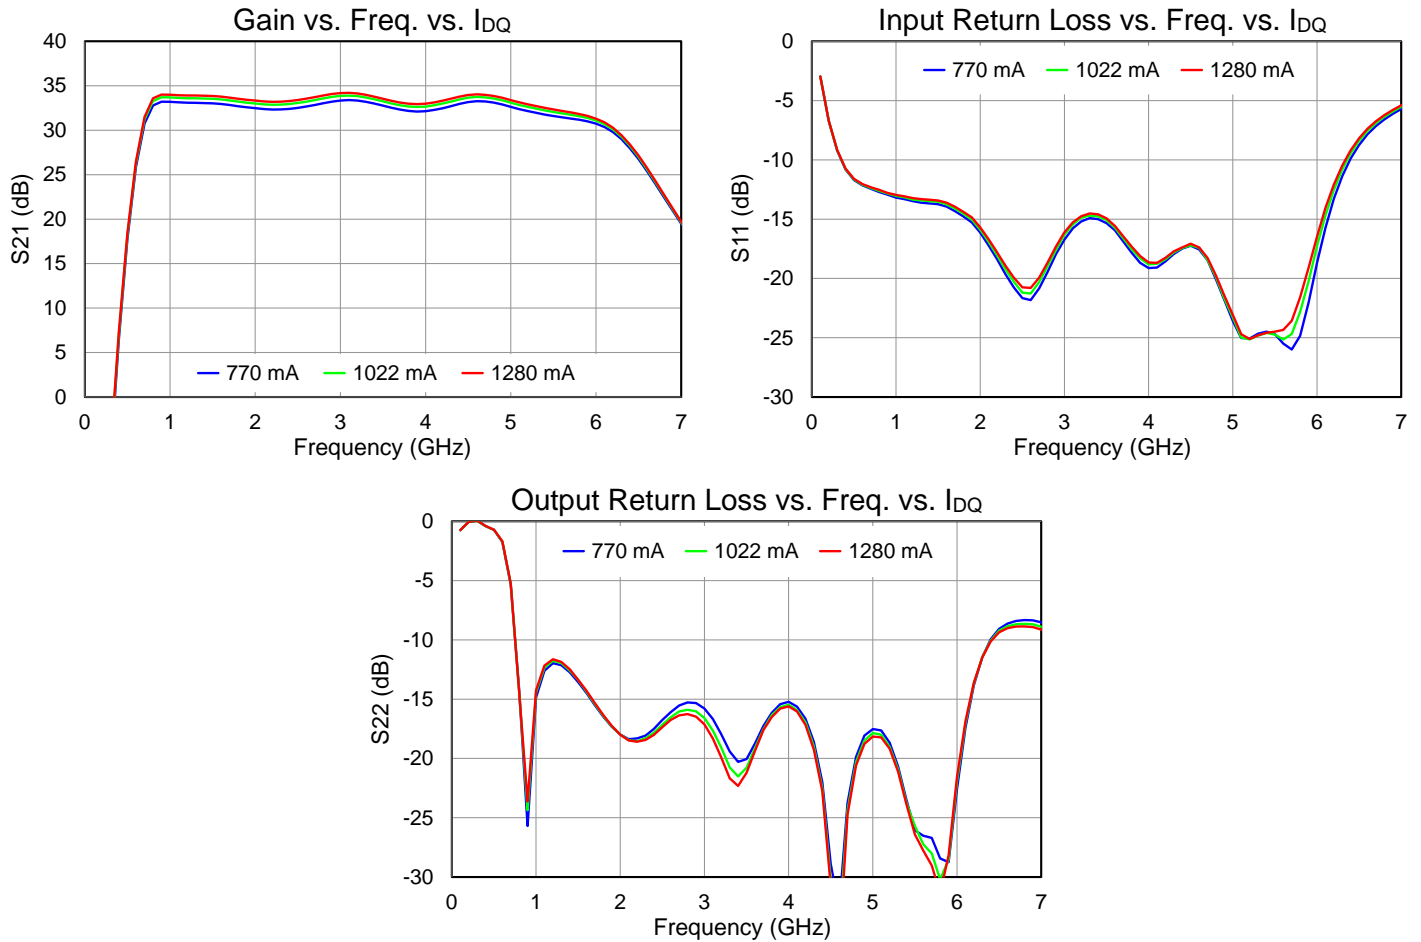 Gain vs. Freq. vs. IDQ
40
35
30
25
20
15
10
5
0
S21 (dB)
770 mA 1022 mA 1280 mA
0 1 2 3 4 5 6 7
Frequency (GHz)
Input Return Loss vs. Freq. vs. IDQ
0
-5
-10
-15
-20
-25
-30
S11 (dB)
770 mA 1022 mA 1280 mA
0 1 2 3 4 5 6 7
Frequency (GHz)
Output Return Loss vs. Freq. vs. IDQ
0
-5
-10
-15
-20
-25
-30
S22 (dB)
770 mA 1022 mA 1280 mA
0 1 2 3 4 5 6 7
Frequency (GHz)